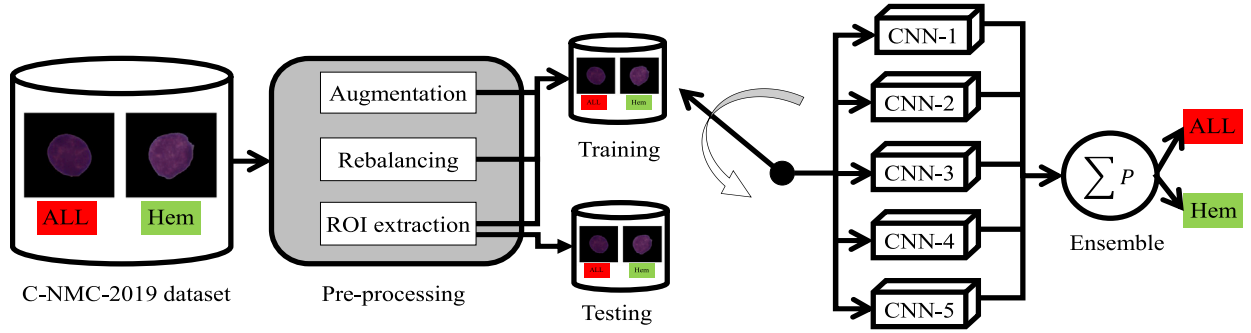 ALL
Hem
C-NMC-2019 dataset
Augmentation
Rebalancing
ROI extraction
Pre-processing
ALL
Hem
Training
ALL
Hem
Testing
CNN-1
CNN-2
CNN-3
CNN-4
CNN-5
∑ P
Ensemble
ALL
Hem